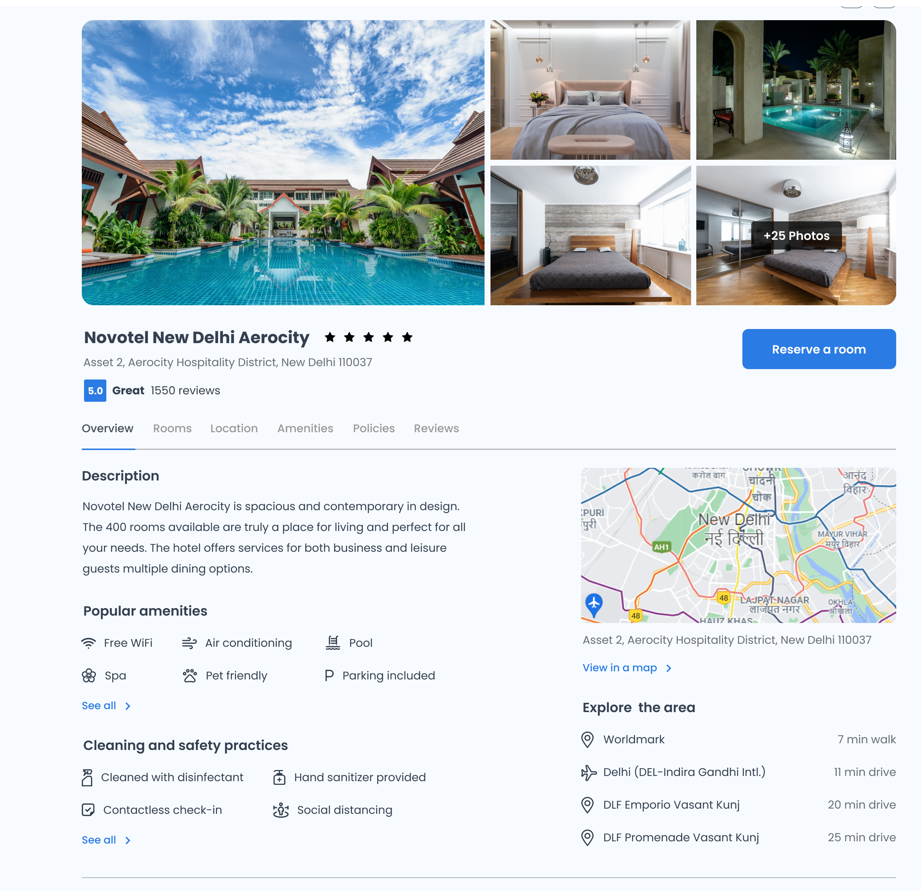 +25 Photos
Novotel New Delhi Aerocity
Asset 2, Aerocity Hospitality District, New Delhi 110037
5.0 Great 1550 reviews
Reserve a room
Overview Rooms Location Amenities Policies Reviews
Description
Novotel New Delhi Aerocity is spacious and contemporary in design.
The 400 rooms available are truly a place for living and perfect for all
your needs. The hotel offers services for both business and leisure
guests multiple dining options.
Popular amenities
Free WiFi Air conditioning Pool
Spa Pet friendly P Parking included
See all
Cleaning and safety practices
Cleaned with disinfectant Hand sanitizer provided
Contactless check-in Social distancing
See all
करोल बाग
चांदनी
चौक
आनंद
विहार
New Delhi
नई दिल्ली
AH1
MAYUR VIHAR
मयूर विहार
48
LAJPAT NAGAR
लाजपत नगर
48
HAUZ KHAS
Asset 2, Aerocity Hospitality District, New Delhi 110037
View in a map
Explore the area
Worldmark 7 min walk
Delhi (DEL-Indira Gandhi Intl.) 11 min drive
DLF Emporio Vasant Kunj 20 min drive
DLF Promenade Vasant Kunj 25 min drive